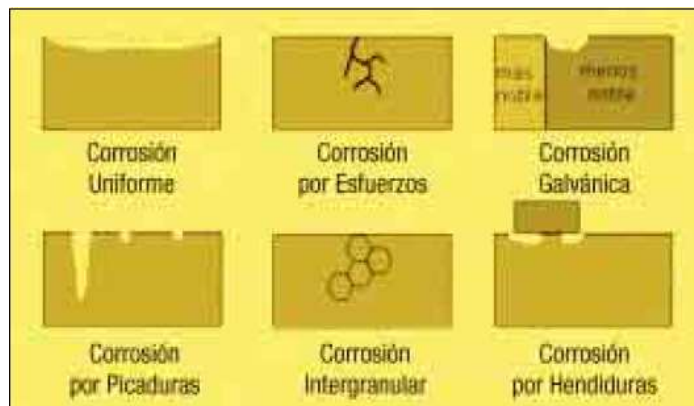 más
noble
menos
noble
Corrosión
Uniforme
Corrosión
por Esfuerzos
Corrosión
Galvánica
Corrosión
por Picaduras
Corrosión
Intergranular
Corrosión
por Hendiduras